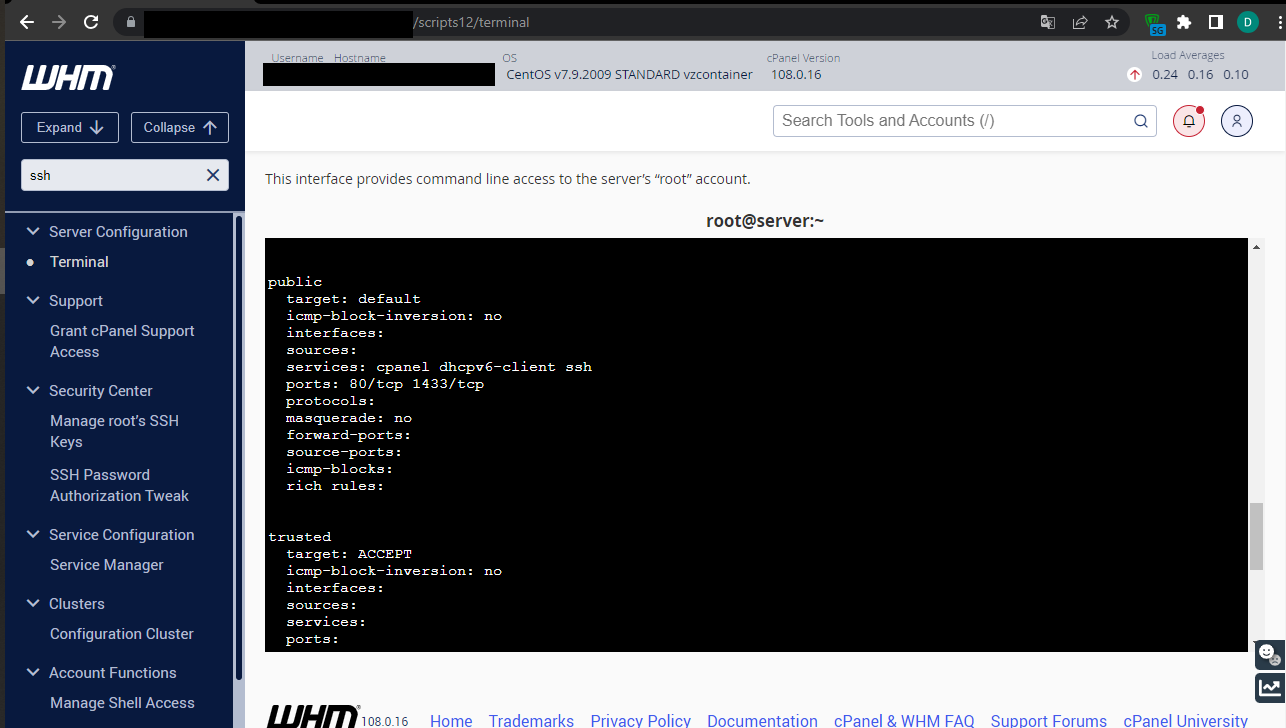 /scripts12/terminal
SG
D
WHM
Expand
Collapse
ssh
Server Configuration
Terminal
Support
Grant cPanel Support
Access
Security Center
Manage root’s SSH
Keys
SSH Password
Authorization Tweak
Service Configuration
Service Manager
Clusters
Configuration Cluster
Account Functions
Manage Shell Access
Username Hostname
OS
CentOS v7.9.2009 STANDARD vzcontainer
cPanel Version
108.0.16
Load Averages
0.24 0.16 0.10
Search Tools and Accounts (/)
This interface provides command line access to the server’s “root” account.
root@server:~
public
target: default
icmp-block-inversion: no
interfaces:
sources:
services: cpanel dhcpv6-client ssh
ports: 80/tcp 1433/tcp
protocols:
masquerade: no
forward-ports:
source-ports:
icmp-blocks:
rich rules:
trusted
target: ACCEPT
icmp-block-inversion: no
interfaces:
sources:
services:
ports:
WHM 108.0.16 Home Trademarks Privacy Policy Documentation cPanel & WHM FAQ Support Forums cPanel University